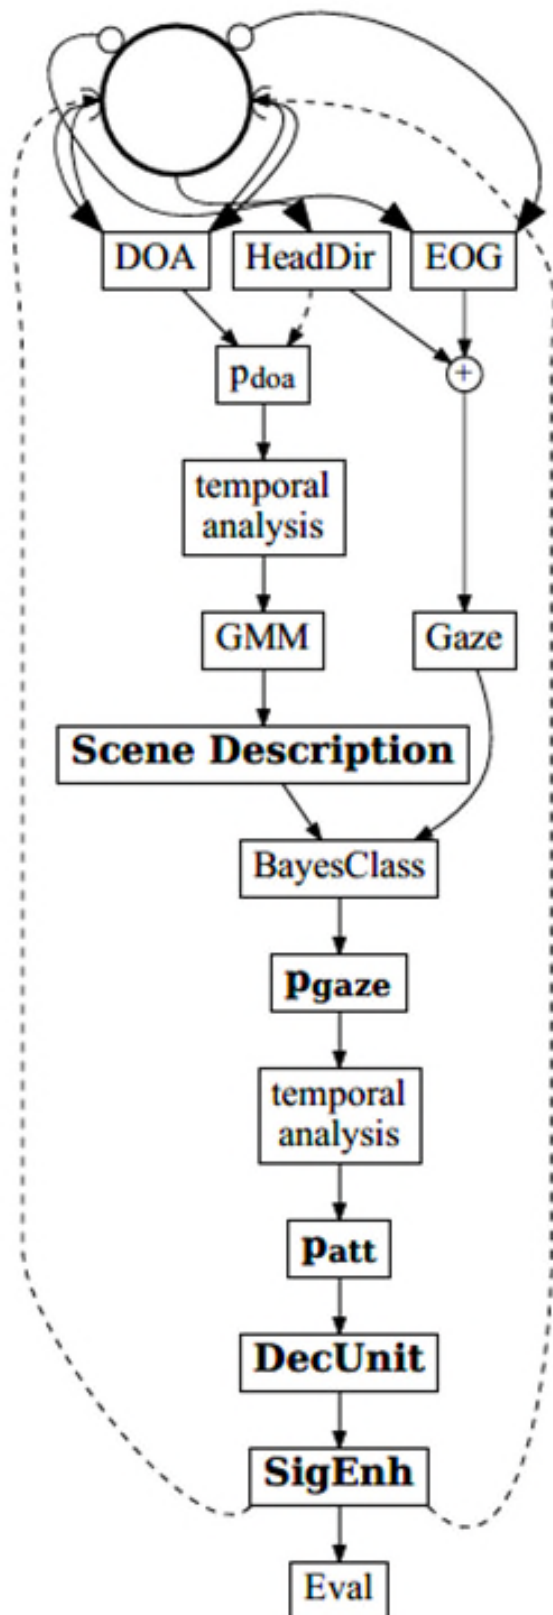 DOA
HeadDir
EOG
pdoa
+
temporal
analysis
GMM
Gaze
Scene Description
BayesClass
pgaze
temporal
analysis
patt
DecUnit
SigEnh
Eval